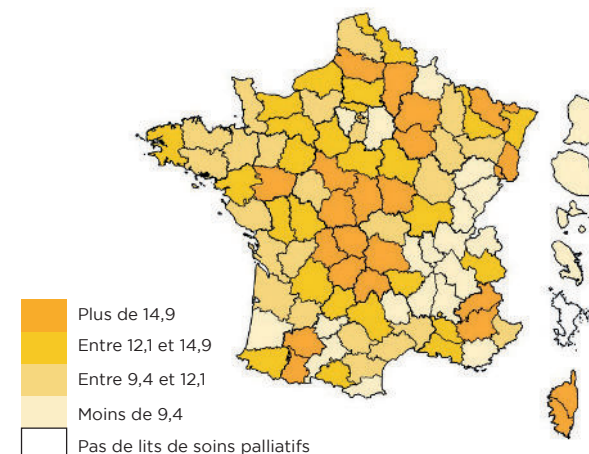 Plus de 14,9
Entre 12,1 et 14,9
Entre 9,4 et 12,1
Moins de 9,4
Pas de lits de soins palliatifs